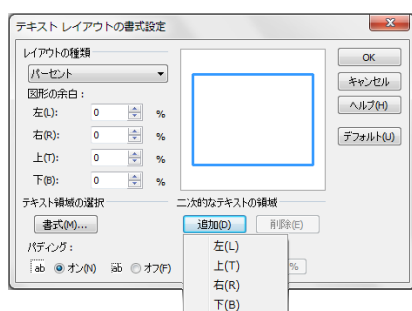 テキスト レイアウトの書式設定
レイアウトの種類
パーセント
図形の余白:
左(L): 0 %
右(R): 0 %
上(T): 0 %
下(B): 0 %
OK
キャンセル
ヘルプ(H)
デフォルト(U)
テキスト領域の選択
書式(M)...
パディング:
ab オン(N) ab オフ(F)
二次的なテキストの領域
追加(D) 削除(E)
左(L)
上(T)
右(R)
下(B)
%